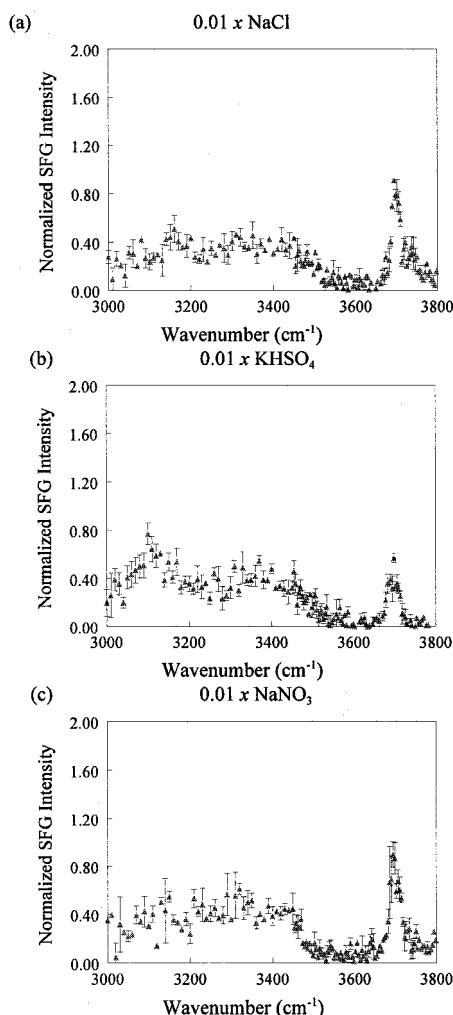 (a) 0.01 x NaCl
Normalized SFG Intensity
2.00
1.60
1.20
0.80
0.40
0.00
3000 3200 3400 3600 3800
Wavenumber (cm⁻¹)
(b) 0.01 x KHSO₄
Normalized SFG Intensity
2.00
1.60
1.20
0.80
0.40
0.00
3000 3200 3400 3600 3800
Wavenumber (cm⁻¹)
(c) 0.01 x NaNO₃
Normalized SFG Intensity
2.00
1.60
1.20
0.80
0.40
0.00
3000 3200 3400 3600 3800
Wavenumber (cm⁻¹)